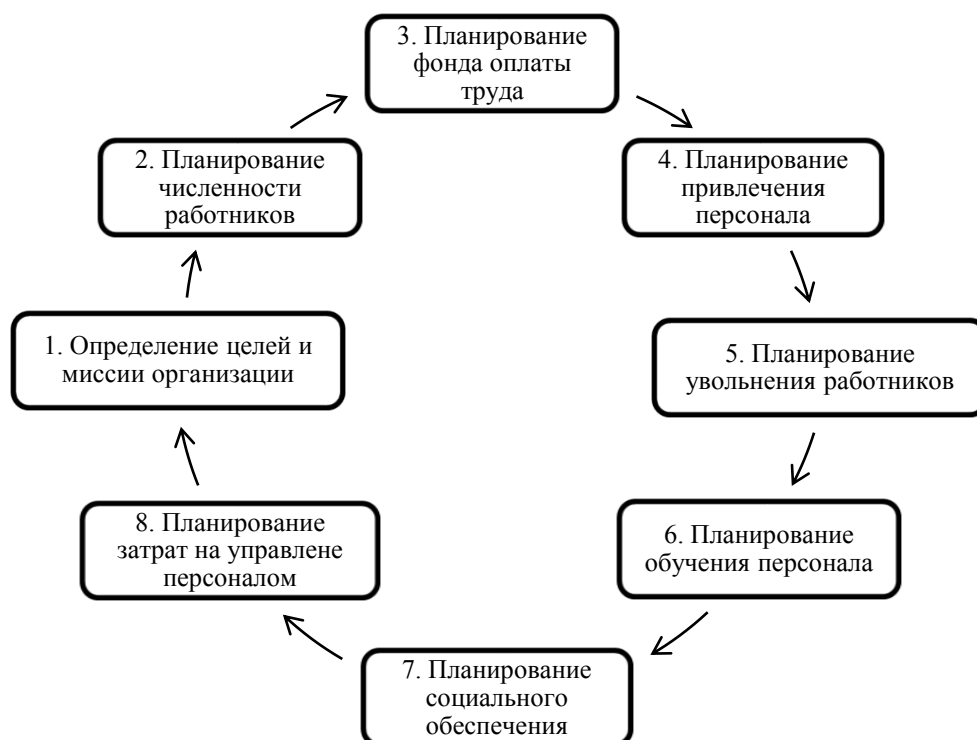 1. Определение целей и
миссии организации
2. Планирование
численности
работников
3. Планирование
фонда оплаты
труда
4. Планирование
привлечения
персонала
5. Планирование
увольнения работников
6. Планирование
обучения персонала
7. Планирование
социального
обеспечения
8. Планирование
затрат на управлене
персоналом